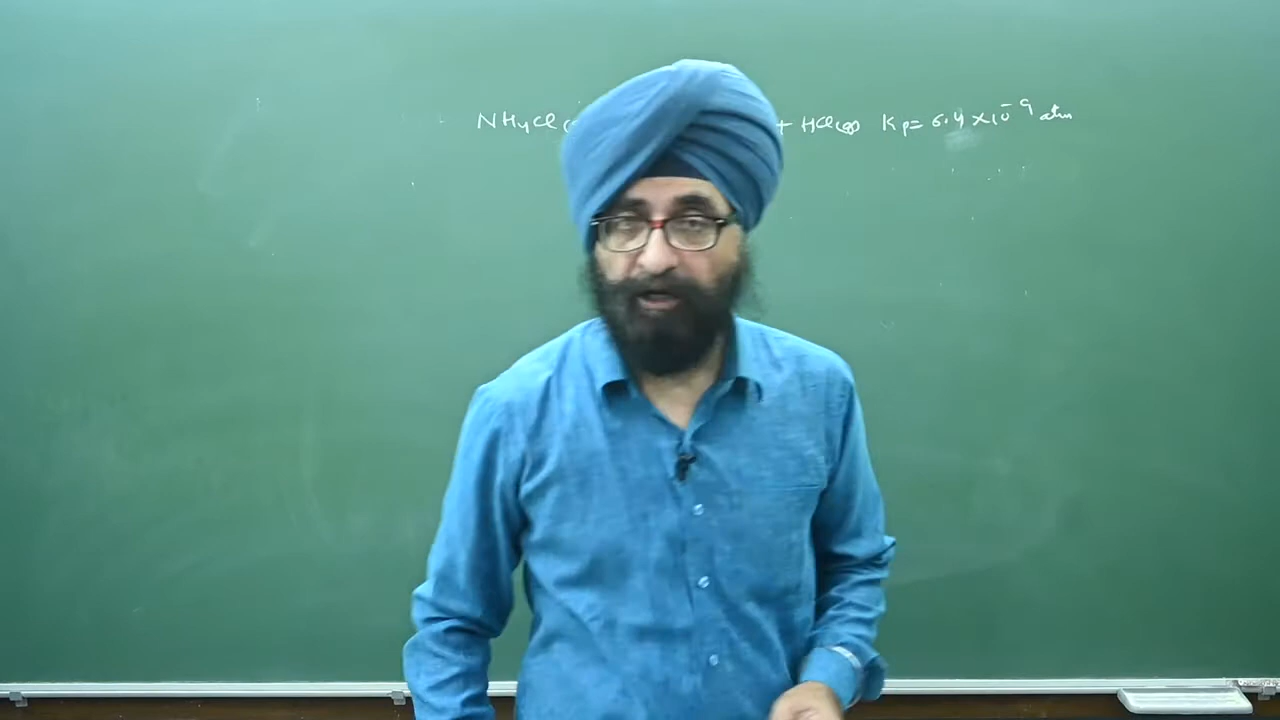 NH4Cl( + HCl(g) Kp= 6.4 ×10⁻⁹ atm